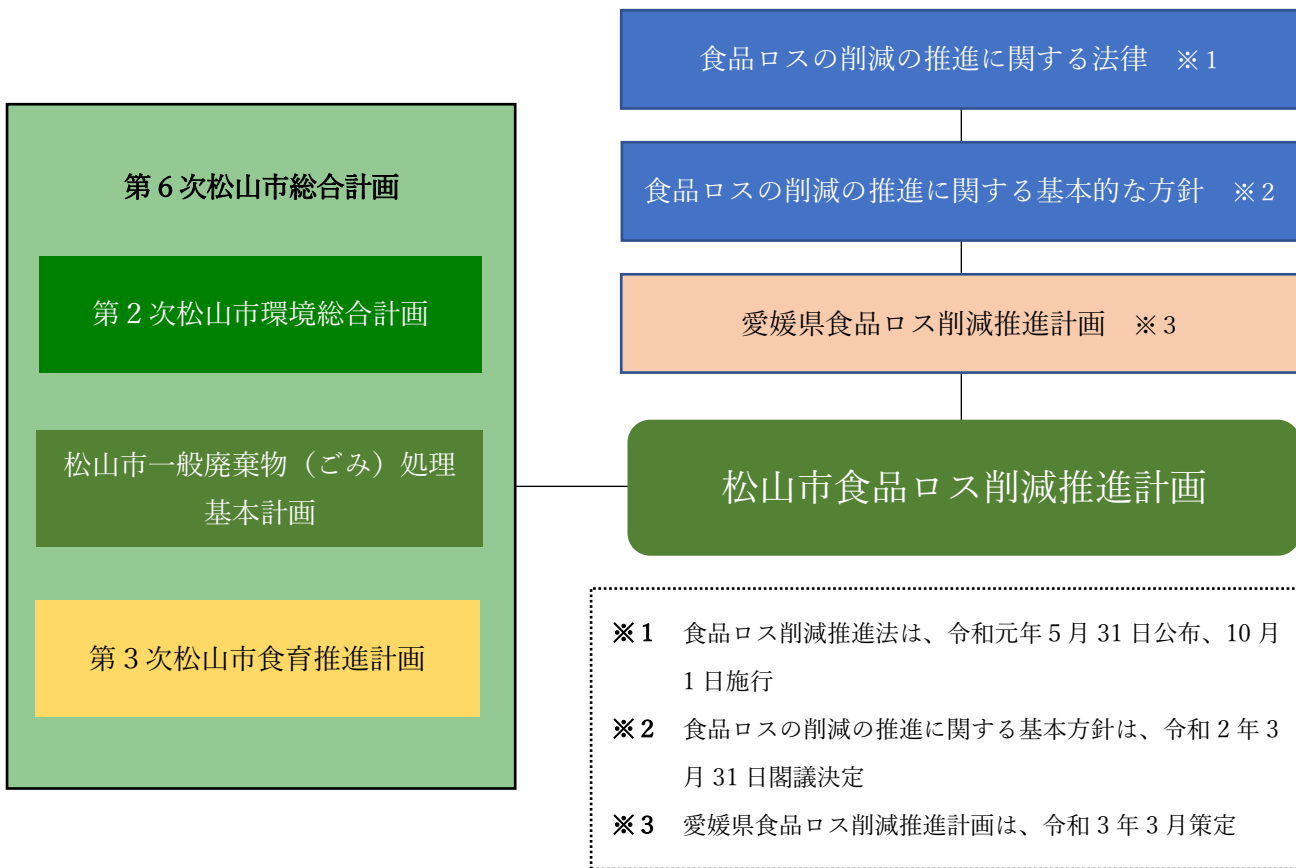 食品ロスの削減の推進に関する法律　※1
食品ロスの削減の推進に関する基本的な方針　※2
愛媛県食品ロス削減推進計画　※3
松山市食品ロス削減推進計画
第6次松山市総合計画
第2次松山市環境総合計画
松山市一般廃棄物（ごみ）処理
基本計画
第3次松山市食育推進計画
※1　食品ロス削減推進法は、令和元年5月31日公布、10月
1日施行
※2　食品ロスの削減の推進に関する基本方針は、令和2年3
月31日閣議決定
※3　愛媛県食品ロス削減推進計画は、令和3年3月策定